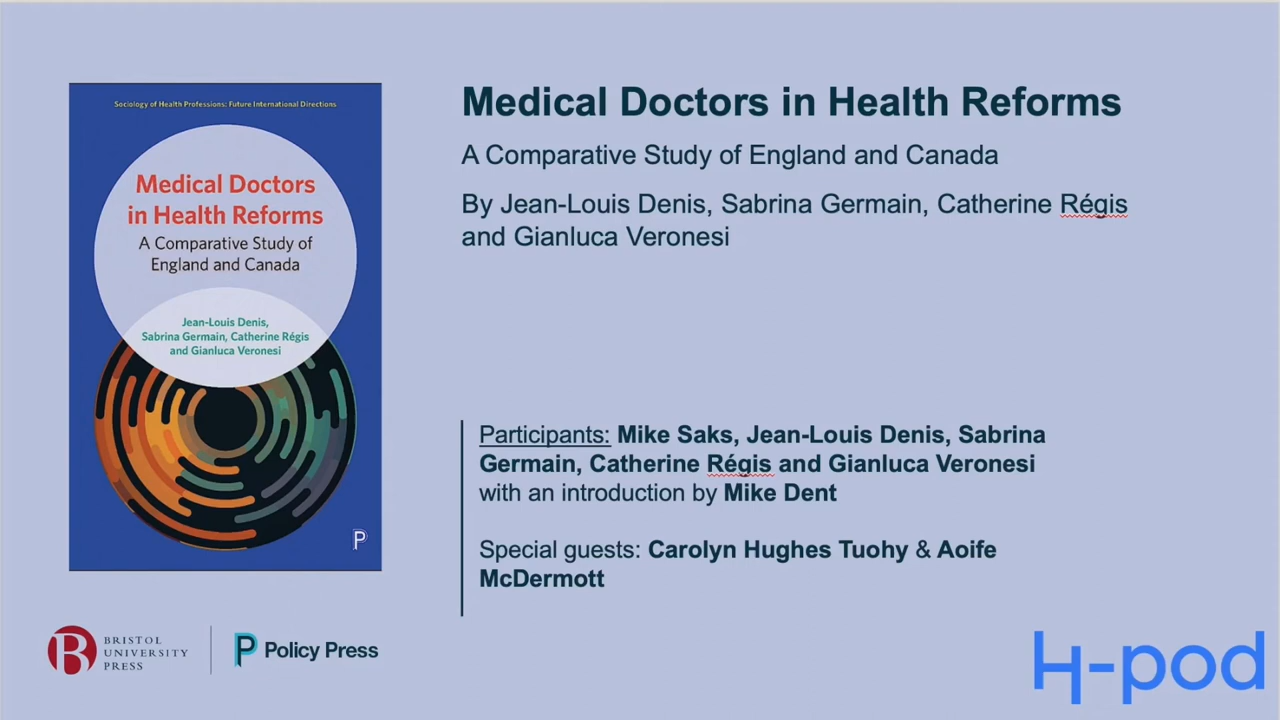 Sociology of Health Professions: Future International Directions
Medical Doctors
in Health Reforms
A Comparative Study of
England and Canada
Jean-Louis Denis,
Sabrina Germain, Catherine Régis
and Gianluca Veronesi
P
BRISTOL
UNIVERSITY
PRESS
Policy Press
Medical Doctors in Health Reforms
A Comparative Study of England and Canada
By Jean-Louis Denis, Sabrina Germain, Catherine Régis
and Gianluca Veronesi
Participants: Mike Saks, Jean-Louis Denis, Sabrina
Germain, Catherine Régis and Gianluca Veronesi
with an introduction by Mike Dent
Special guests: Carolyn Hughes Tuohy & Aoife
McDermott
H-pod